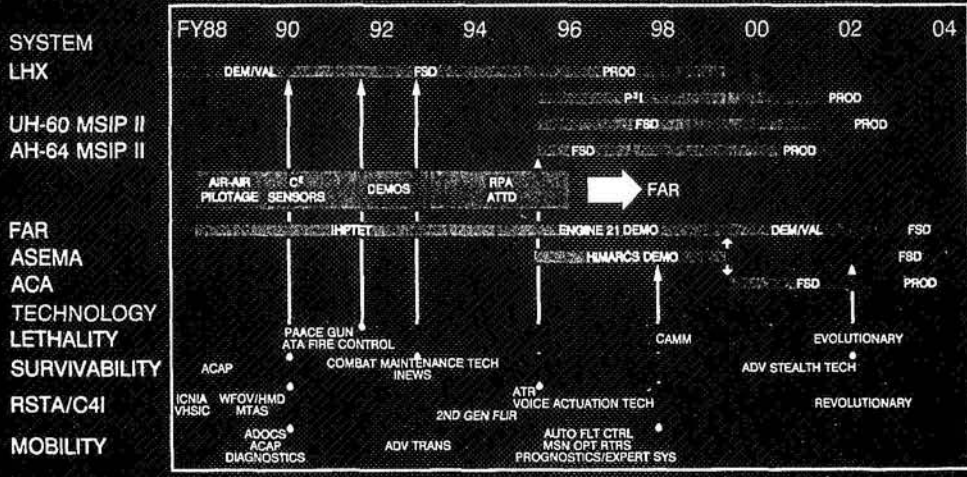 FY88 90 92 94 96 98 00 02 04
SYSTEM
LHX DEM/VAL FSD PROD
P³I PROD
UH-60 MSIP II FSD PROD
AH-64 MSIP II FSD PROD
AIR-AIR PILOTAGE C² SENSORS DEMOS RPA ATTD FAR
FAR IHPTET ENGINE 21 DEMO DEM/VAL FSD
ASEMA HIMARCS DEMO FSD
ACA FSD PROD
TECHNOLOGY
LETHALITY PAACE GUN CAMM EVOLUTIONARY
ATA FIRE CONTROL
SURVIVABILITY ACAP COMBAT MAINTENANCE TECH ADV STEALTH TECH
INEWS
RSTA/C4I ICNIA WFOV/HMD ATR REVOLUTIONARY
VHSIC MTAS VOICE ACTUATION TECH
2ND GEN FLIR
MOBILITY ADOCS ADV TRANS AUTO FLT CTRL
ACAP MSN OPT RTRS
DIAGNOSTICS PROGNOSTICS/EXPERT SYS